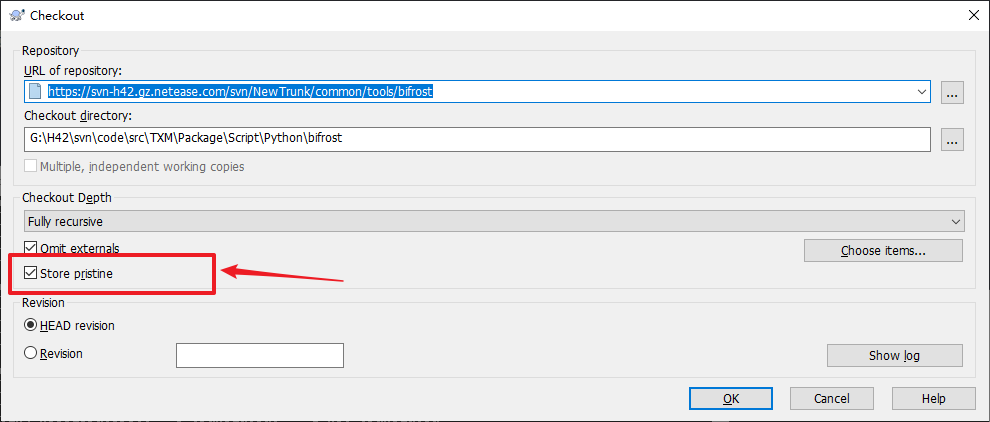 Checkout
Repository
URL of repository:
https://svn-h42.gz.netease.com/svn/NewTrunk/common/tools/bifrost
...
Checkout directory:
G:\H42\svn\code\src\TXM\Package\Script\Python\bifrost
...
Multiple, independent working copies
Checkout Depth
Fully recursive
Omit externals
Choose items...
Store pristine
Revision
HEAD revision
Revision
Show log
OK
Cancel
Help